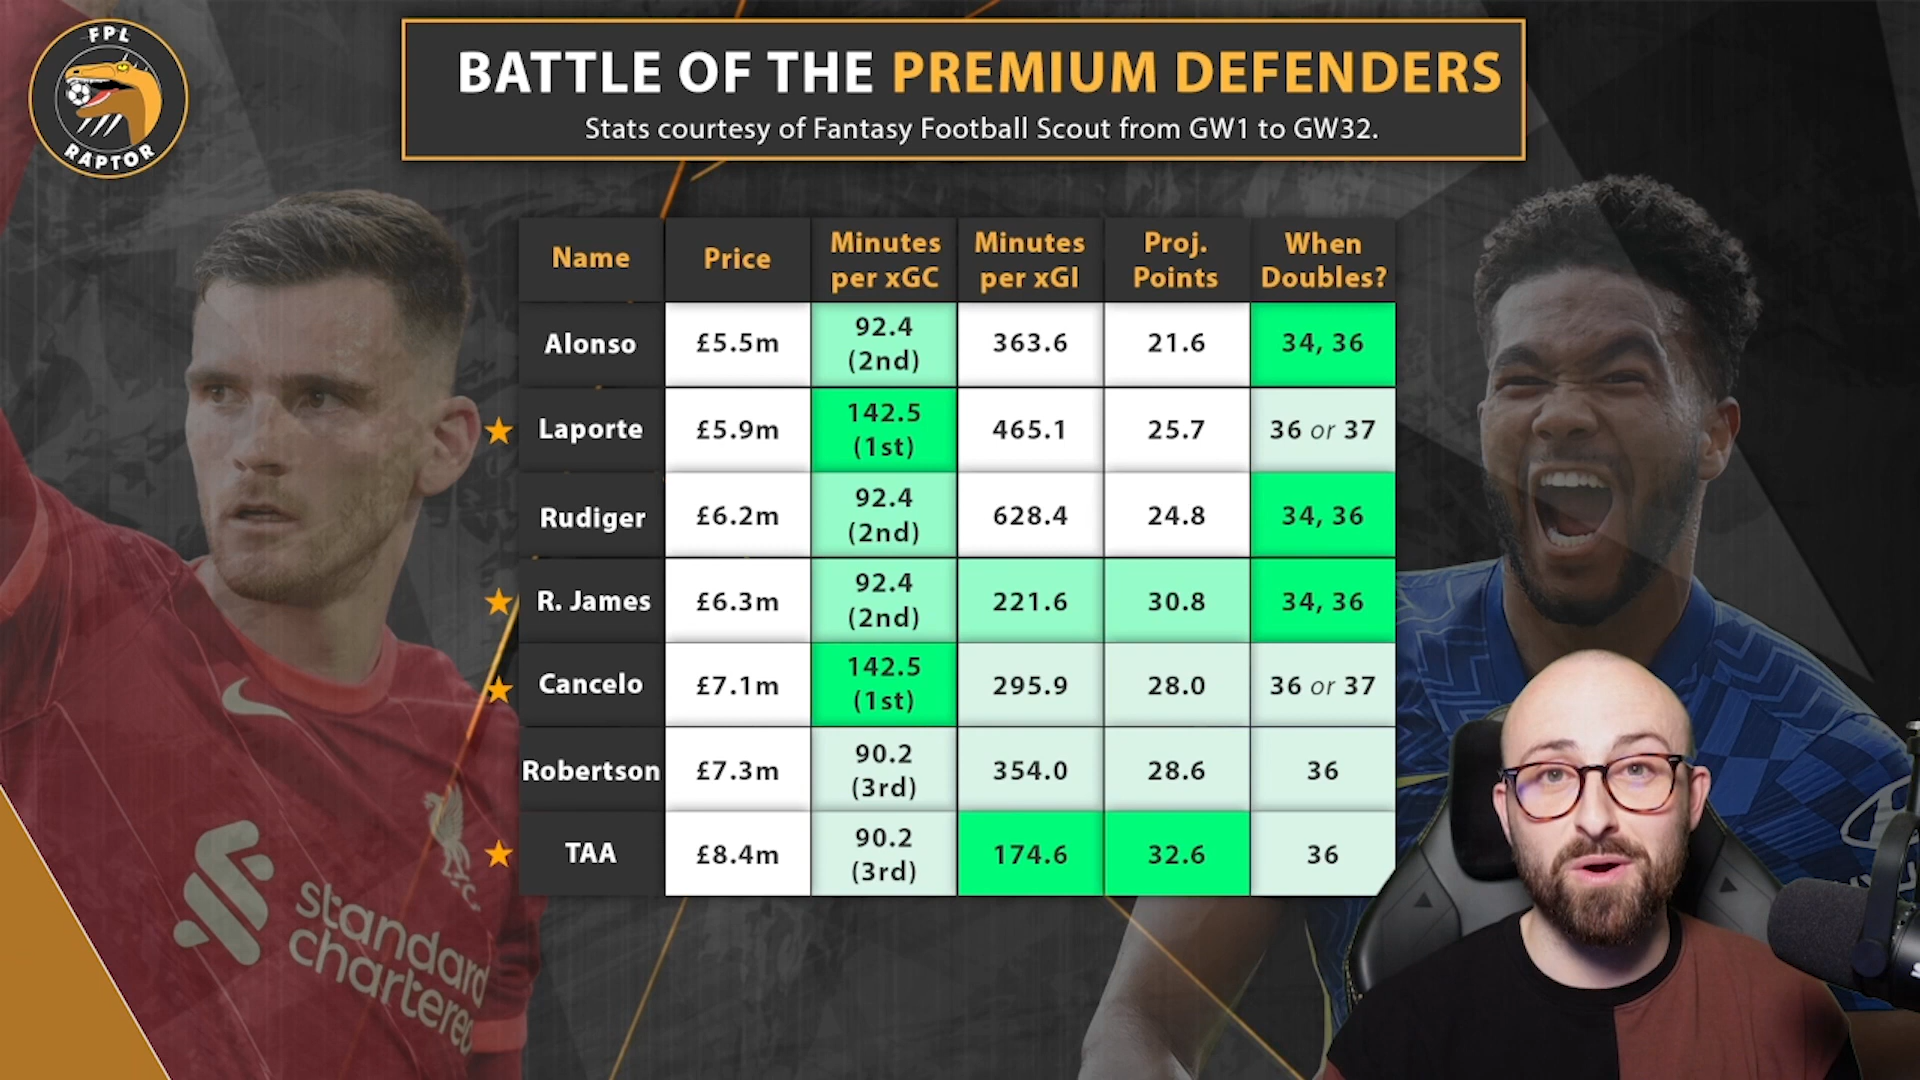 FPL
RAPTOR
BATTLE OF THE PREMIUM DEFENDERS
Stats courtesy of Fantasy Football Scout from GW1 to GW32.
Name Price Minutes per xGC Minutes per xGI Proj. Points When Doubles?
Alonso £5.5m 92.4 (2nd) 363.6 21.6 34, 36
Laporte £5.9m 142.5 (1st) 465.1 25.7 36 or 37
Rudiger £6.2m 92.4 (2nd) 628.4 24.8 34, 36
R. James £6.3m 92.4 (2nd) 221.6 30.8 34, 36
Cancelo £7.1m 142.5 (1st) 295.9 28.0 36 or 37
Robertson £7.3m 90.2 (3rd) 354.0 28.6 36
TAA £8.4m 90.2 (3rd) 174.6 32.6 36
L.F.C.
standard
chartered